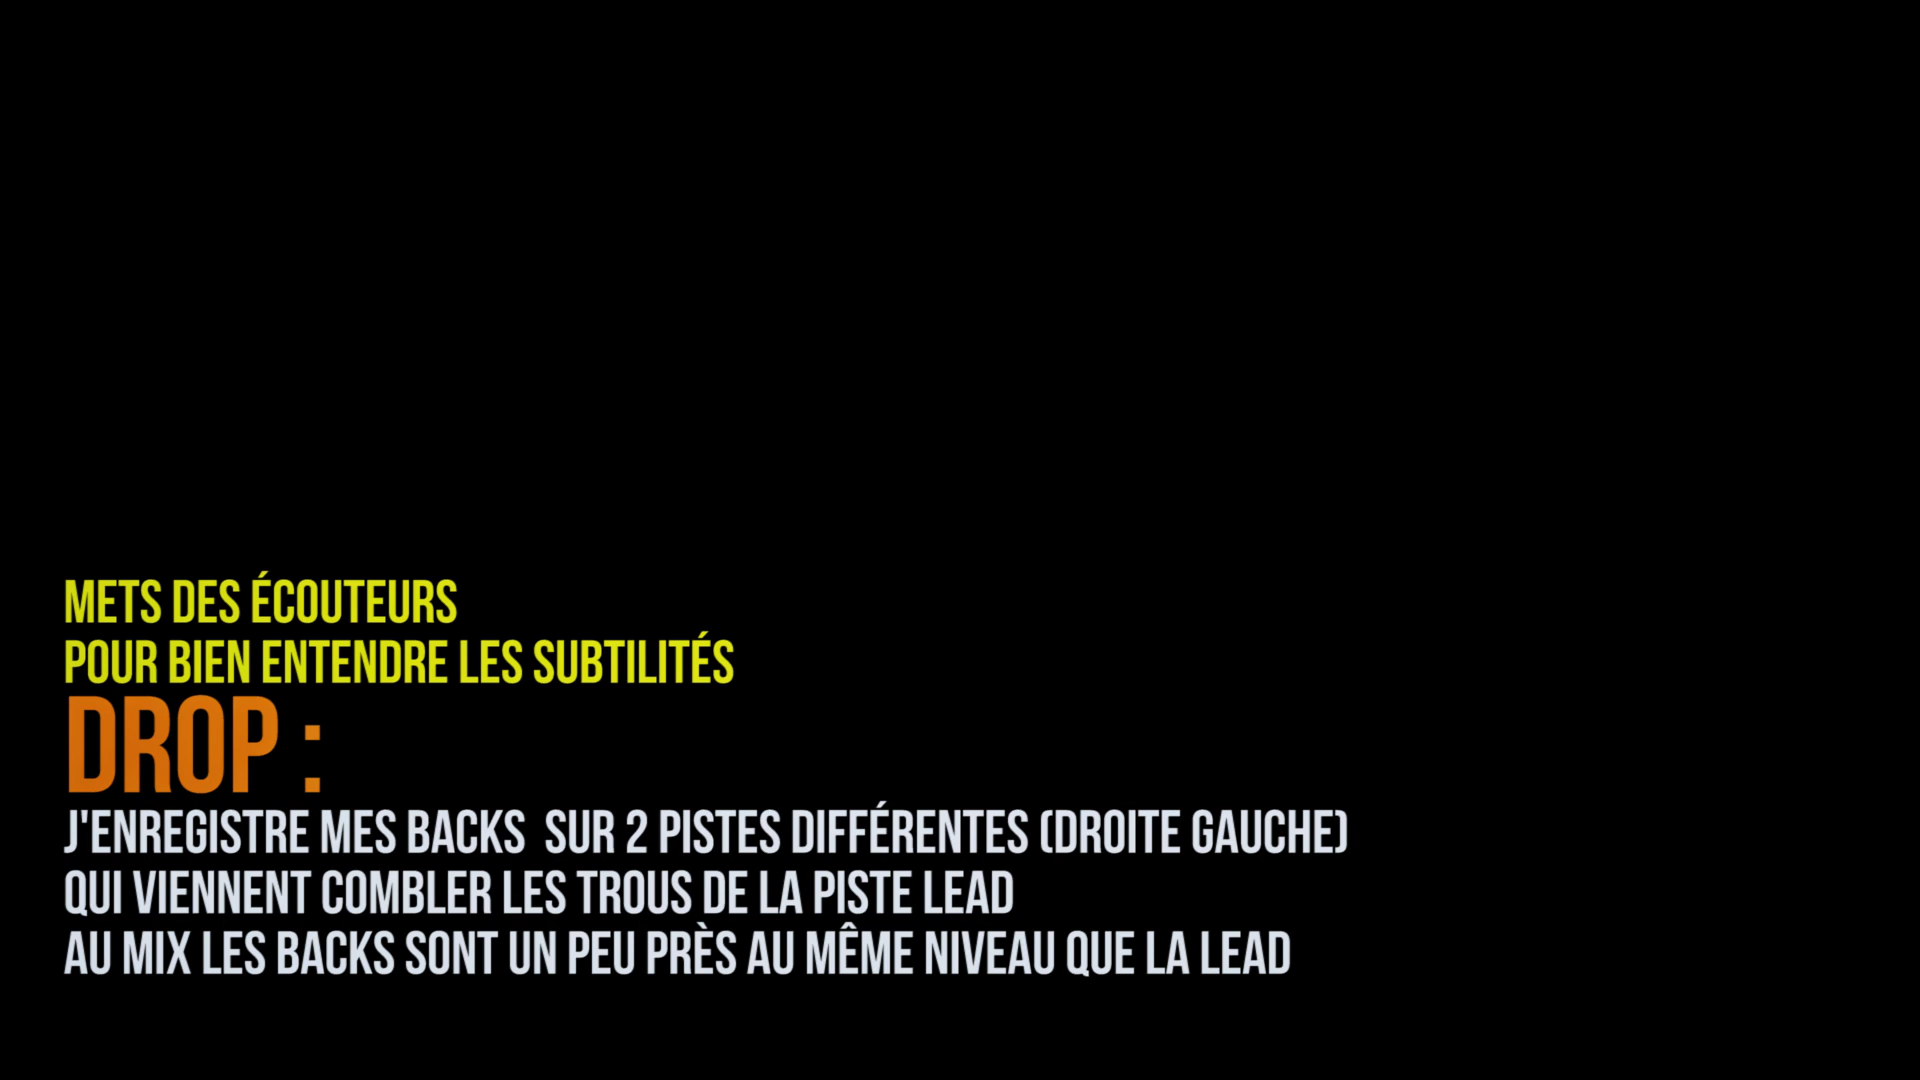 METS DES ÉCOUTEURS
POUR BIEN ENTENDRE LES SUBTILITÉS
DROP :
J'ENREGISTRE MES BACKS SUR 2 PISTES DIFFÉRENTES (DROITE GAUCHE)
QUI VIENNENT COMBLER LES TROUS DE LA PISTE LEAD
AU MIX LES BACKS SONT UN PEU PRÈS AU MÊME NIVEAU QUE LA LEAD